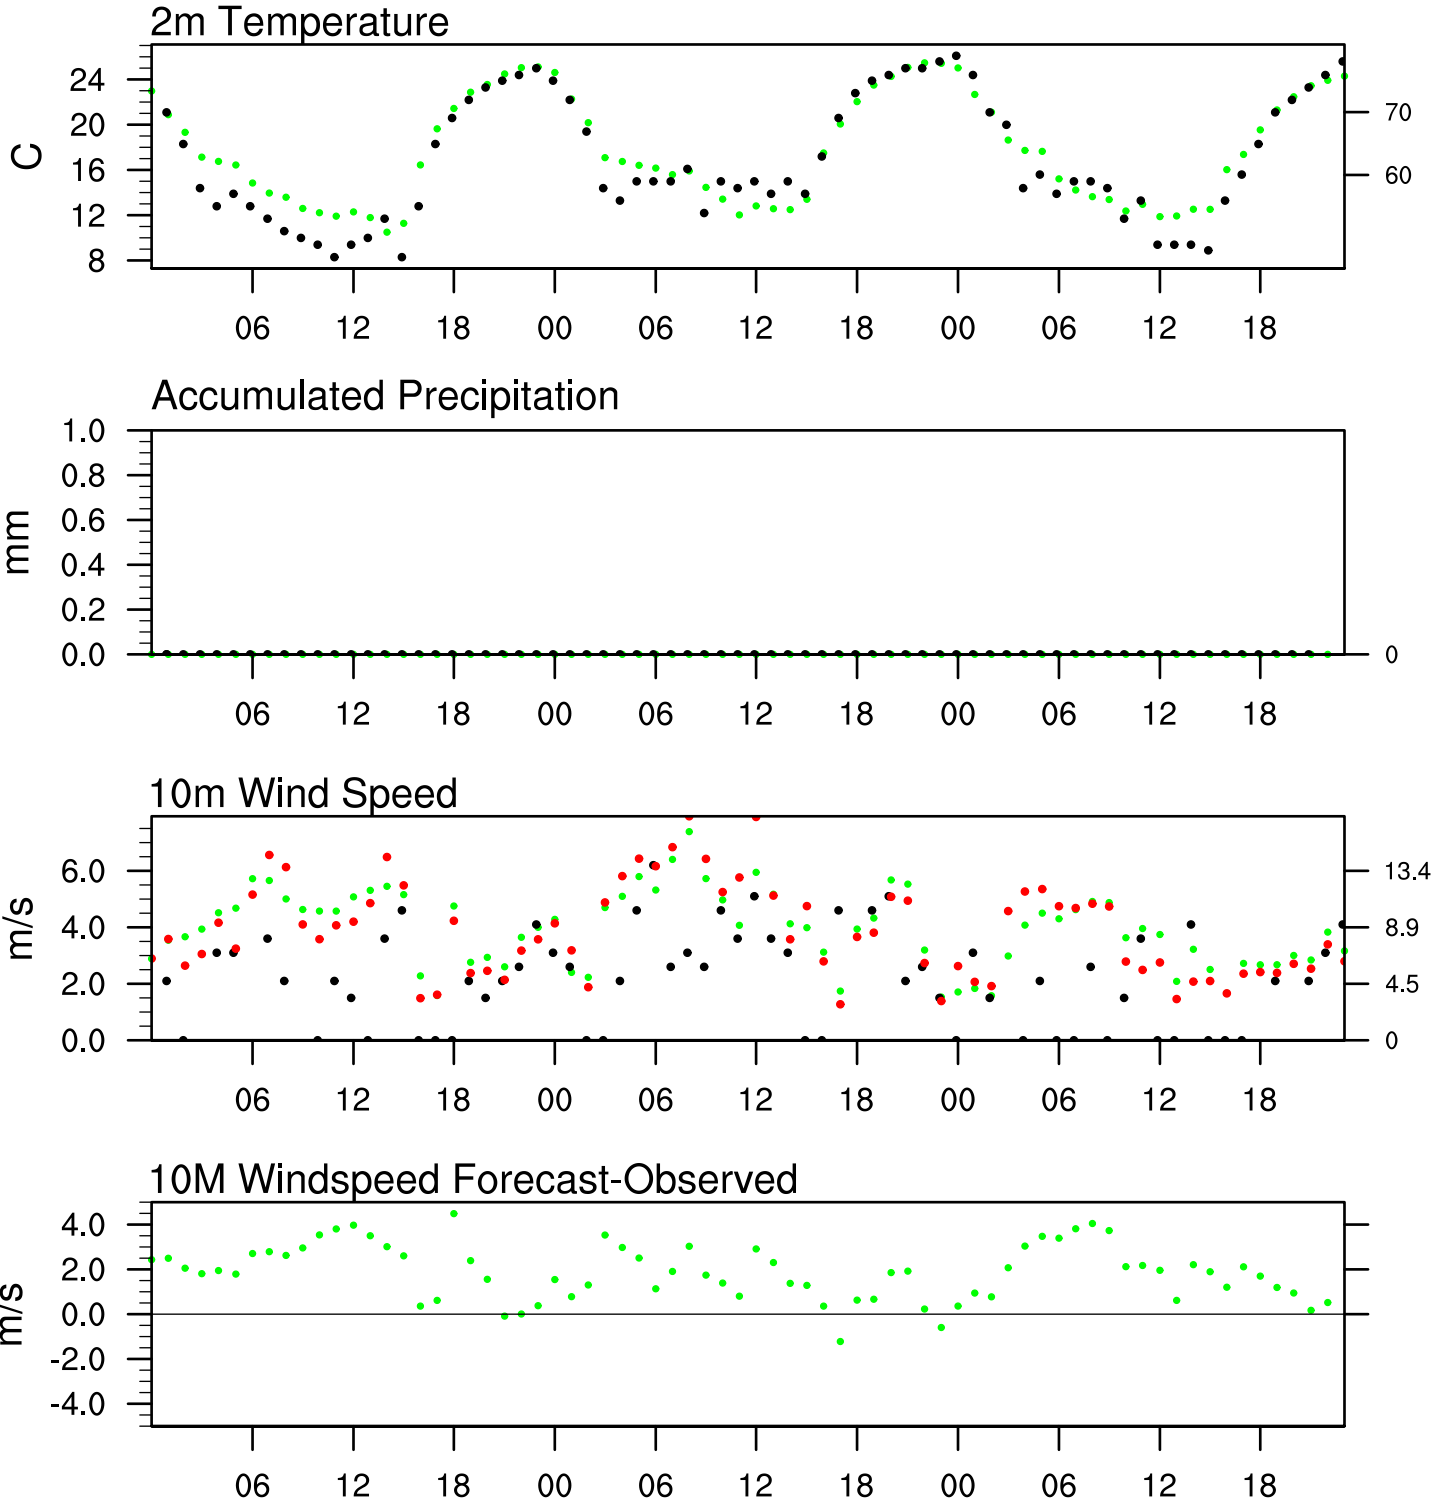 2m Temperature
24
20
16
12
8
C
70
60
06 12 18 00 06 12 18 00 06 12 18
Accumulated Precipitation
1.0
0.8
0.6
0.4
0.2
0.0
mm
0
06 12 18 00 06 12 18 00 06 12 18
10m Wind Speed
6.0
4.0
2.0
0.0
m/s
13.4
8.9
4.5
0
06 12 18 00 06 12 18 00 06 12 18
10M Windspeed Forecast-Observed
4.0
2.0
0.0
-2.0
-4.0
m/s
06 12 18 00 06 12 18 00 06 12 18